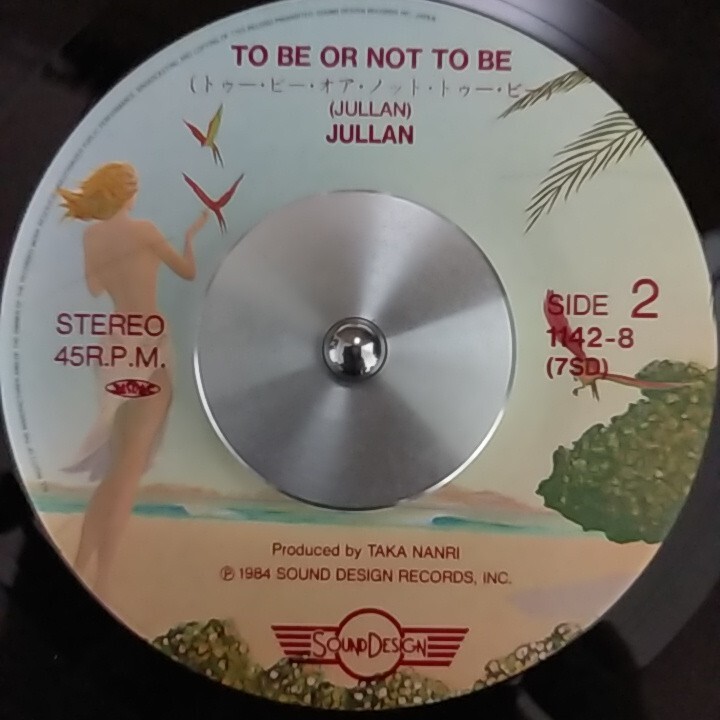 TO BE OR NOT TO BE
(トゥー・ビー・オア・ノット・トゥー・ビー)
(JULLAN)
JULLAN
STEREO
45R.P.M.
SIDE 2
1142-8
(7SD)
Produced by TAKA NANRI
Ⓟ 1984 SOUND DESIGN RECORDS, INC.
SOUNDDESIGN